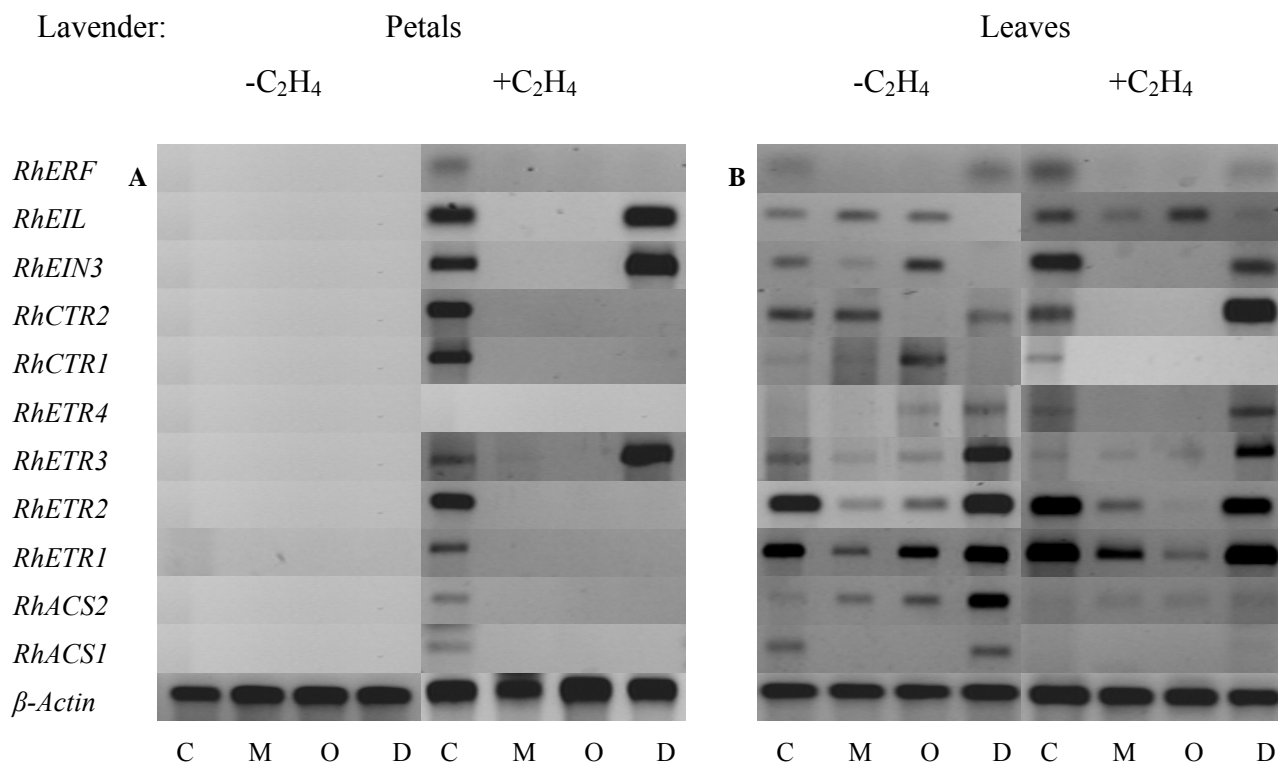 Lavender: Petals Leaves
-C₂H₄ +C₂H₄ -C₂H₄ +C₂H₄
RhERF A B
RhEIL
RhEIN3
RhCTR2
RhCTR1
RhETR4
RhETR3
RhETR2
RhETR1
RhACS2
RhACS1
β-Actin
C M O D C M O D C M O D C M O D